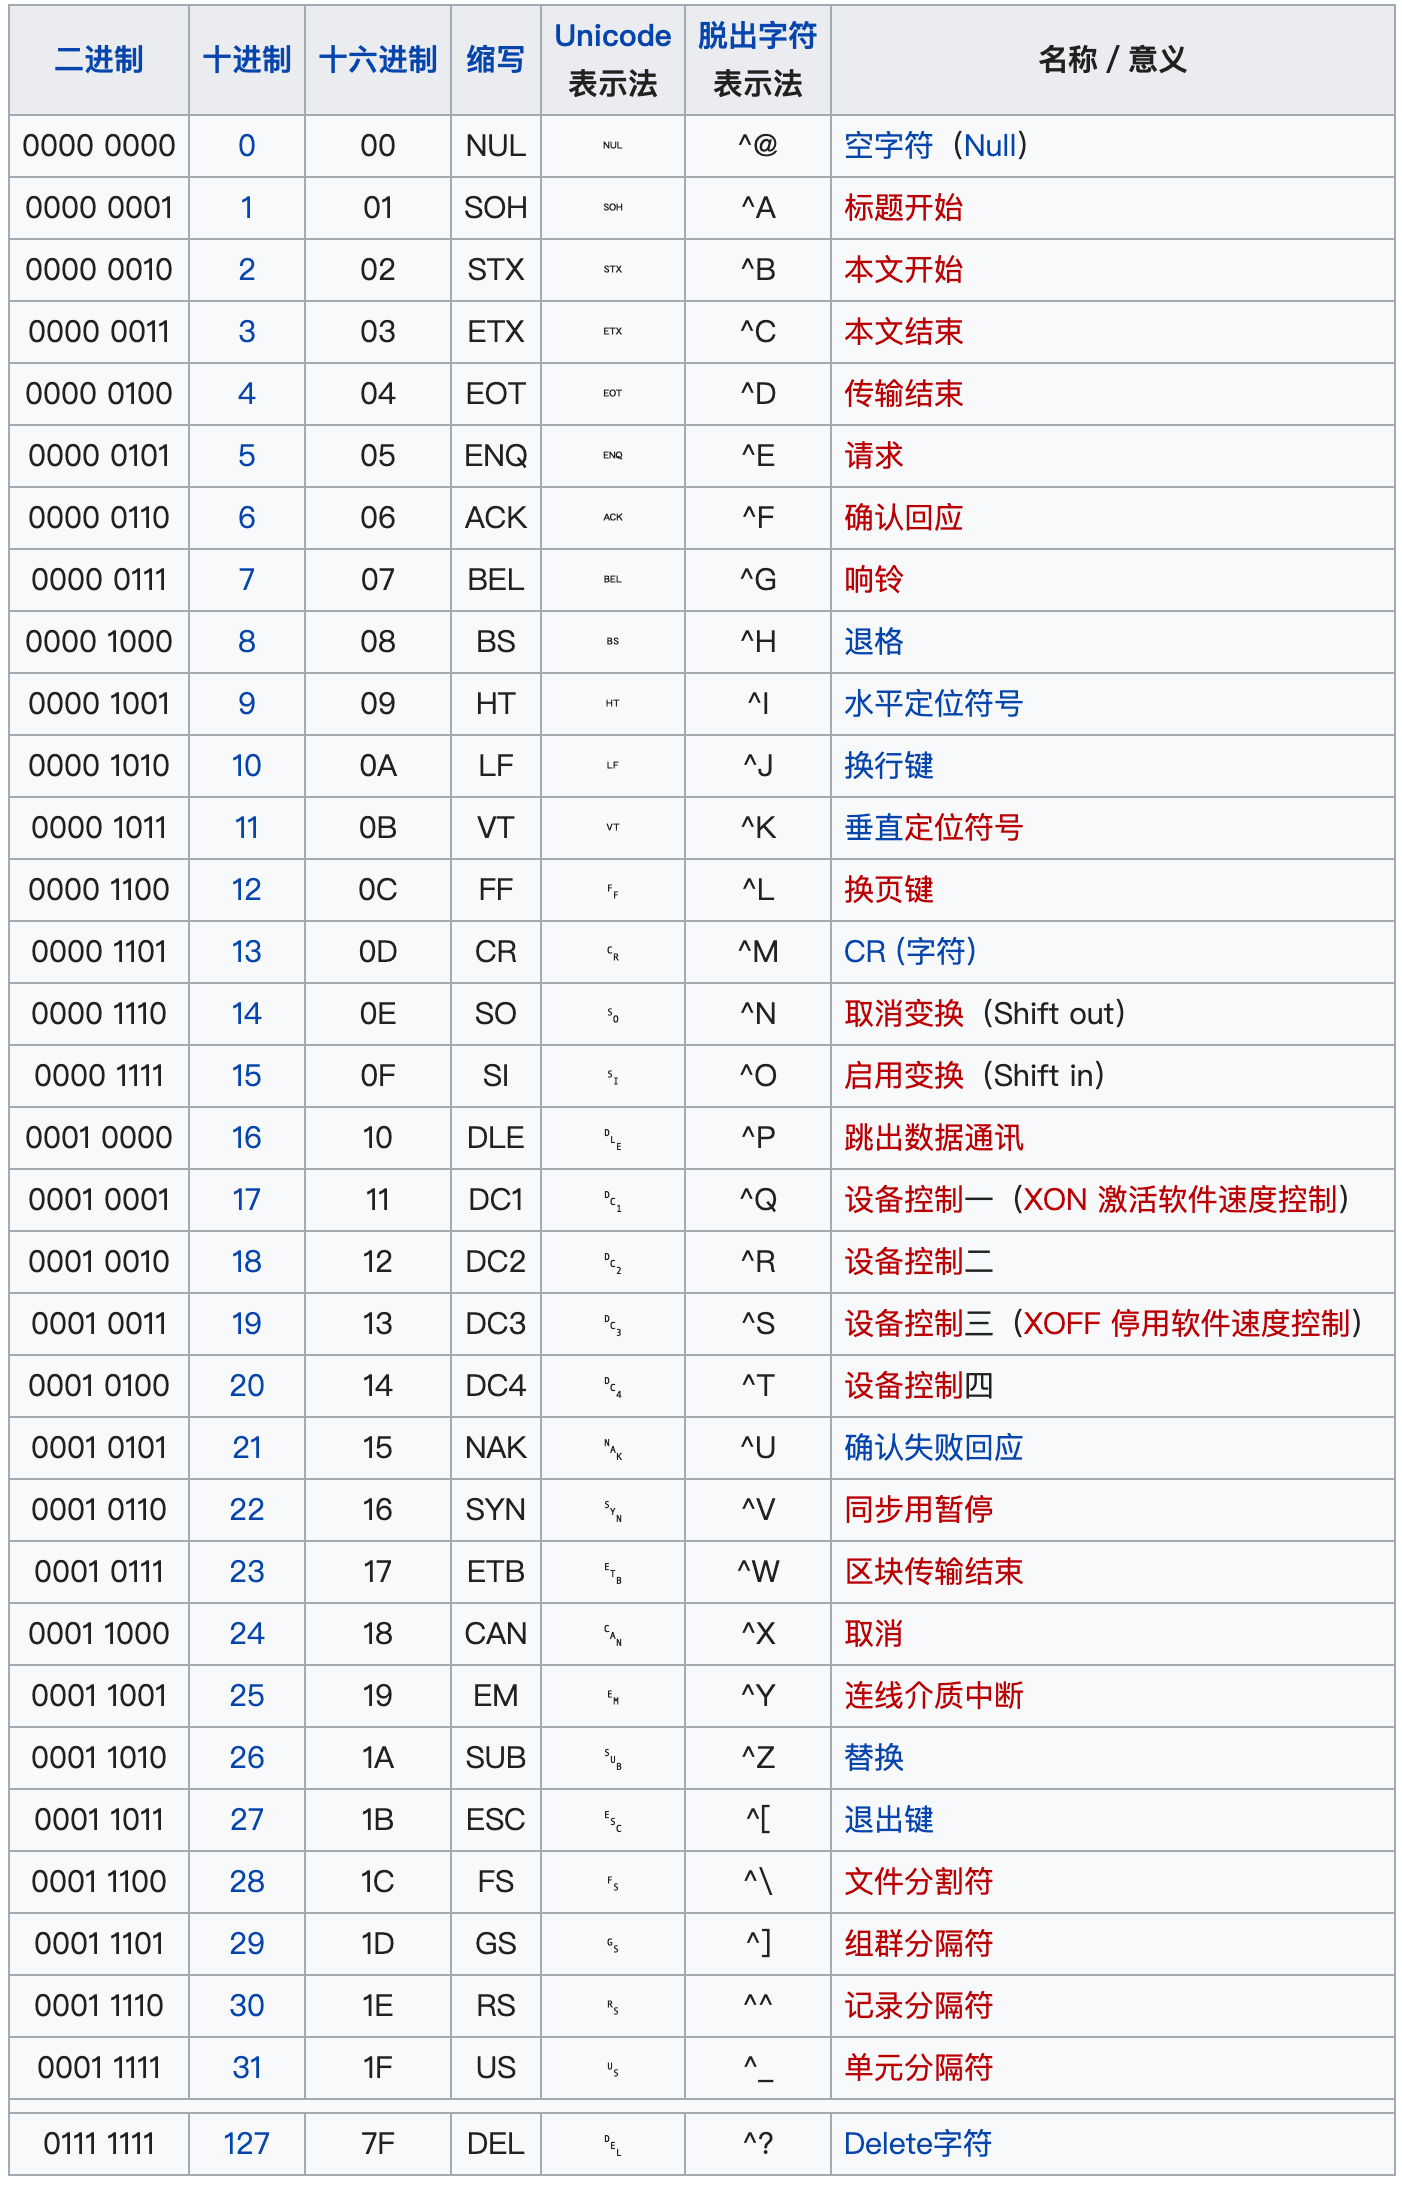 二进制 十进制 十六进制 缩写 Unicode表示法 脱出字符表示法 名称 / 意义
0000 0000 0 00 NUL NUL ^@ 空字符（Null）
0000 0001 1 01 SOH SOH ^A 标题开始
0000 0010 2 02 STX STX ^B 本文开始
0000 0011 3 03 ETX ETX ^C 本文结束
0000 0100 4 04 EOT EOT ^D 传输结束
0000 0101 5 05 ENQ ENQ ^E 请求
0000 0110 6 06 ACK ACK ^F 确认回应
0000 0111 7 07 BEL BEL ^G 响铃
0000 1000 8 08 BS BS ^H 退格
0000 1001 9 09 HT HT ^I 水平定位符号
0000 1010 10 0A LF LF ^J 换行键
0000 1011 11 0B VT VT ^K 垂直定位符号
0000 1100 12 0C FF FF ^L 换页键
0000 1101 13 0D CR CR ^M CR (字符)
0000 1110 14 0E SO SO ^N 取消变换（Shift out）
0000 1111 15 0F SI SI ^O 启用变换（Shift in）
0001 0000 16 10 DLE DLE ^P 跳出数据通讯
0001 0001 17 11 DC1 DC1 ^Q 设备控制一（XON 激活软件速度控制）
0001 0010 18 12 DC2 DC2 ^R 设备控制二
0001 0011 19 13 DC3 DC3 ^S 设备控制三（XOFF 停用软件速度控制）
0001 0100 20 14 DC4 DC4 ^T 设备控制四
0001 0101 21 15 NAK NAK ^U 确认失败回应
0001 0110 22 16 SYN SYN ^V 同步用暂停
0001 0111 23 17 ETB ETB ^W 区块传输结束
0001 1000 24 18 CAN CAN ^X 取消
0001 1001 25 19 EM EM ^Y 连线介质中断
0001 1010 26 1A SUB SUB ^Z 替换
0001 1011 27 1B ESC ESC ^[ 退出键
0001 1100 28 1C FS FS ^\ 文件分割符
0001 1101 29 1D GS GS ^] 组群分隔符
0001 1110 30 1E RS RS ^^ 记录分隔符
0001 1111 31 1F US US ^_ 单元分隔符
0111 1111 127 7F DEL DEL ^? Delete字符